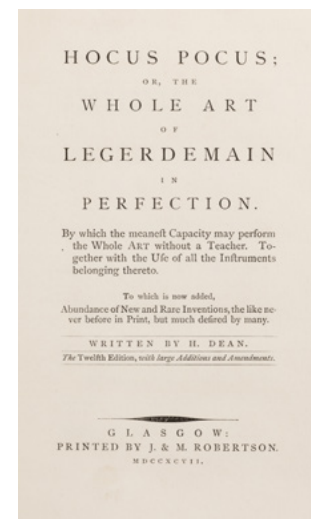 HOCUS POCUS;
OR, THE
WHOLE ART
OF
LEGERDEMAIN
IN
PERFECTION.
By which the meaneſt Capacity may perform
the Whole ART without a Teacher. To-
gether with the Uſe of all the Inſtruments
belonging thereto.
To which is now added,
Abundance of New and Rare Inventions, the like ne-
ver before in Print, but much deſired by many.
WRITTEN BY H. DEAN.
The Twelfth Edition, with large Additions and Amendments.
GLASGOW:
PRINTED BY J. & M. ROBERTSON.
MDCCXCVII.